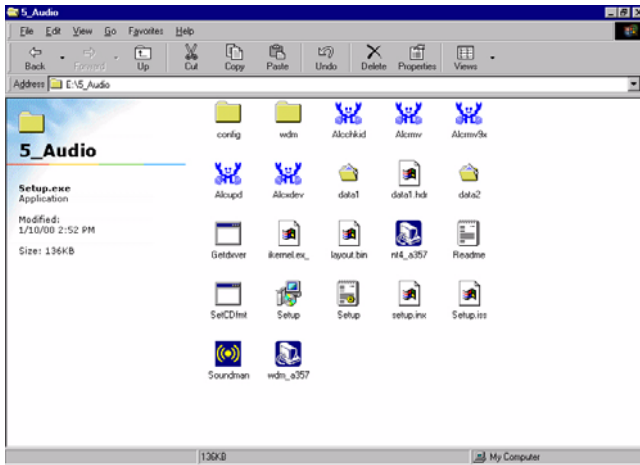 5_Audio
File Edit View Go Favorites Help
Back Forward Up Cut Copy Paste Undo Delete Properties Views
Address E:\5_Audio
5_Audio
Setup.exe
Application
Modified:
1/10/00 2:52 PM
Size: 136KB
config wdm Alcchkid Alcrmv Alcrmv9x
Alcupd Alcxdev data1 data1.hdr data2
Getdriver ikernel.ex_ layout.bin nt4_a357 Readme
SetCDfmt Setup Setup setup.inx Setup.iss
Soundman wdm_a357
136KB My Computer